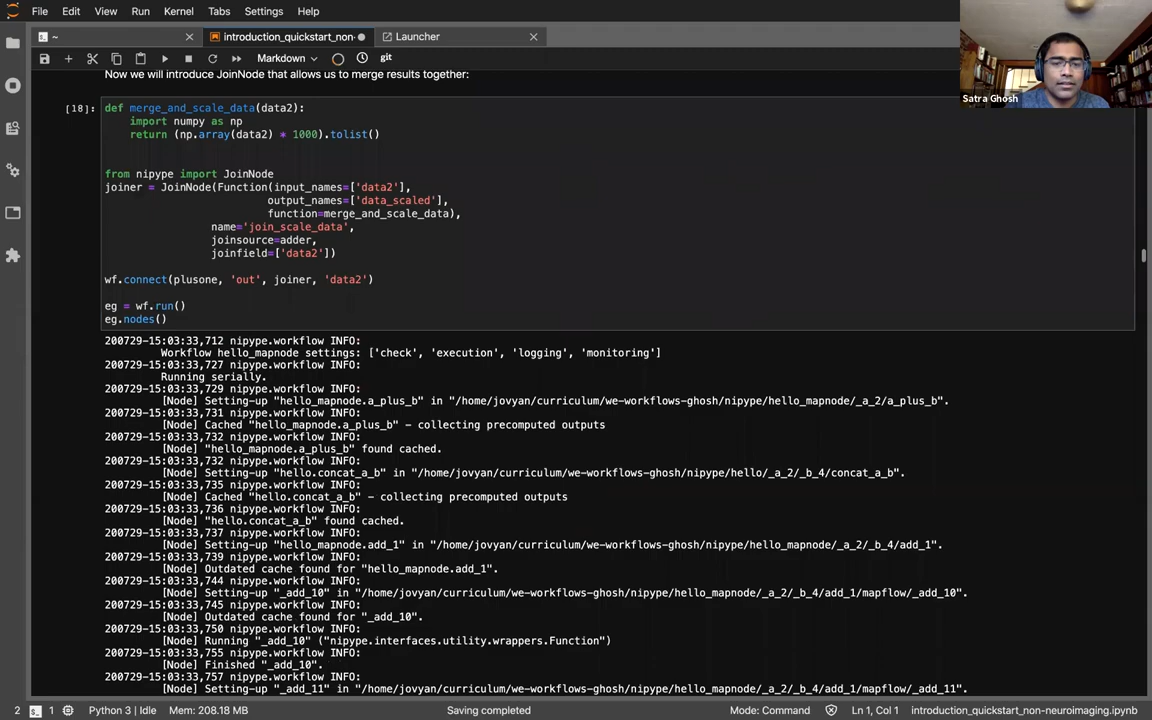 File Edit View Run Kernel Tabs Settings Help
~ introduction_quickstart_non- Launcher
Markdown git
Now we will introduce JoinNode that allows us to merge results together:
[18]: def merge_and_scale_data(data2):
import numpy as np
return (np.array(data2) * 1000).tolist()
from nipype import JoinNode
joiner = JoinNode(Function(input_names=['data2'],
output_names=['data_scaled'],
function=merge_and_scale_data),
name='join_scale_data',
joinsource=adder,
joinfield=['data2'])
wf.connect(plusone, 'out', joiner, 'data2')
eg = wf.run()
eg.nodes()
200729-15:03:33,712 nipype.workflow INFO:
Workflow hello_mapnode settings: ['check', 'execution', 'logging', 'monitoring']
200729-15:03:33,727 nipype.workflow INFO:
Running serially.
200729-15:03:33,729 nipype.workflow INFO:
[Node] Setting-up "hello_mapnode.a_plus_b" in "/home/jovyan/curriculum/we-workflows-ghosh/nipype/hello_mapnode/_a_2/a_plus_b".
200729-15:03:33,731 nipype.workflow INFO:
[Node] Cached "hello_mapnode.a_plus_b" - collecting precomputed outputs
200729-15:03:33,732 nipype.workflow INFO:
[Node] "hello_mapnode.a_plus_b" found cached.
200729-15:03:33,732 nipype.workflow INFO:
[Node] Setting-up "hello.concat_a_b" in "/home/jovyan/curriculum/we-workflows-ghosh/nipype/hello/_a_2/_b_4/concat_a_b".
200729-15:03:33,735 nipype.workflow INFO:
[Node] Cached "hello.concat_a_b" - collecting precomputed outputs
200729-15:03:33,736 nipype.workflow INFO:
[Node] "hello.concat_a_b" found cached.
200729-15:03:33,737 nipype.workflow INFO:
[Node] Setting-up "hello_mapnode.add_1" in "/home/jovyan/curriculum/we-workflows-ghosh/nipype/hello_mapnode/_a_2/_b_4/add_1".
200729-15:03:33,739 nipype.workflow INFO:
[Node] Outdated cache found for "hello_mapnode.add_1".
200729-15:03:33,744 nipype.workflow INFO:
[Node] Setting-up "_add_10" in "/home/jovyan/curriculum/we-workflows-ghosh/nipype/hello_mapnode/_a_2/_b_4/add_1/mapflow/_add_10".
200729-15:03:33,745 nipype.workflow INFO:
[Node] Outdated cache found for "_add_10".
200729-15:03:33,750 nipype.workflow INFO:
[Node] Running "_add_10" ("nipype.interfaces.utility.wrappers.Function")
200729-15:03:33,755 nipype.workflow INFO:
[Node] Finished "_add_10".
200729-15:03:33,757 nipype.workflow INFO:
[Node] Setting-up "_add_11" in "/home/jovyan/curriculum/we-workflows-ghosh/nipype/hello_mapnode/_a_2/_b_4/add_1/mapflow/_add_11".
Satra Ghosh
2 1 Python 3 | Idle Mem: 208.18 MB Saving completed Mode: Command Ln 1, Col 1 introduction_quickstart_non-neuroimaging.ipynb